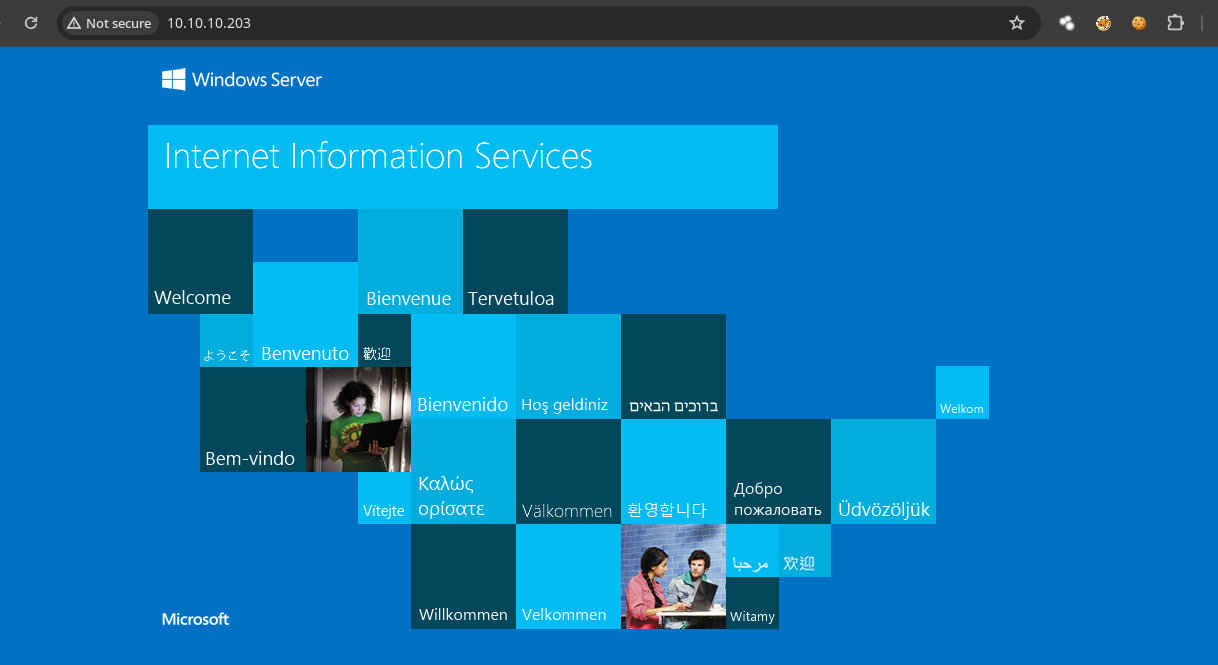 Not secure
10.10.10.203
Windows Server
Internet Information Services
Welcome
Bienvenue
Tervetuloa
ようこそ
Benvenuto
歡迎
Bienvenido
Hoş geldiniz
ברוכים הבאים
Welkom
Bem-vindo
Vítejte
Καλώς
ορίσατε
Välkommen
환영합니다
Добро
пожаловать
Üdvözöljük
مرحبا
欢迎
Willkommen
Velkommen
Witamy
Microsoft